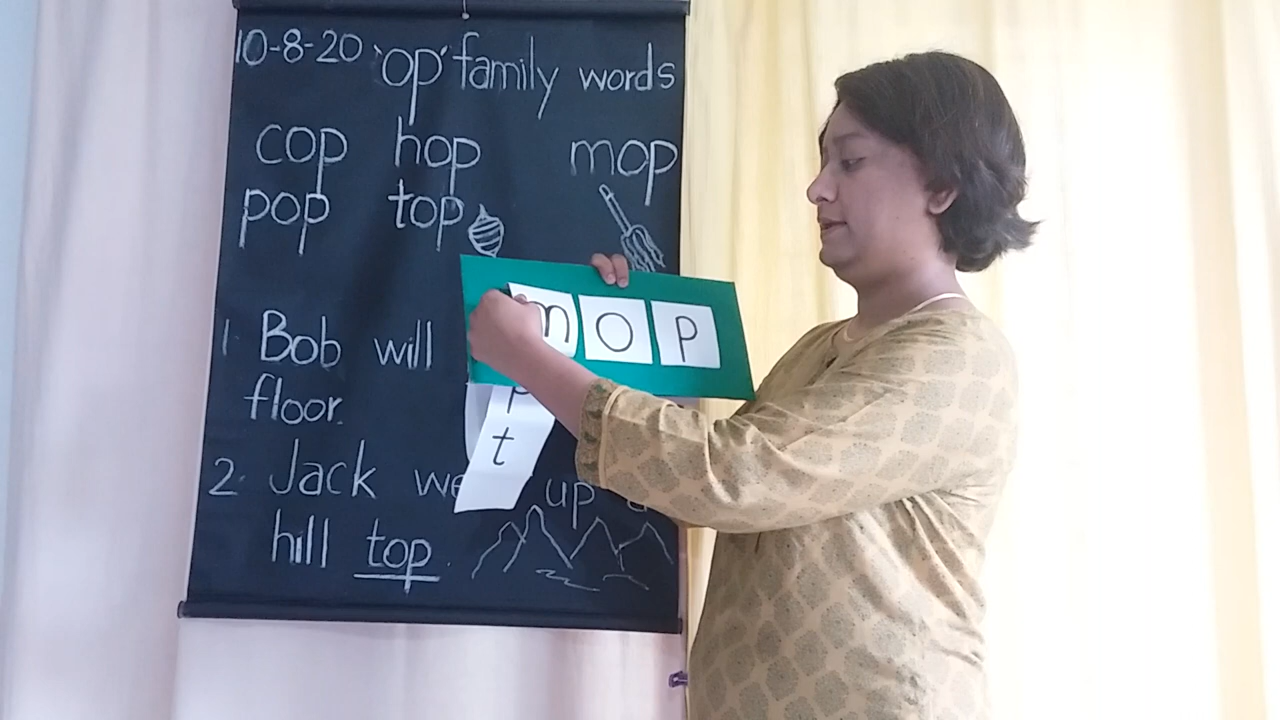 10-8-20 'op' family words
cop hop mop
pop top
m o p
p
t
1. Bob will
floor.
2. Jack we up a
hill top.